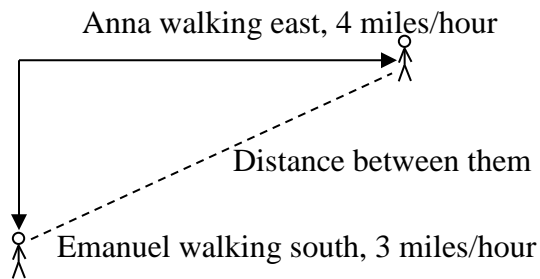 Anna walking east, 4 miles/hour
Distance between them
Emanuel walking south, 3 miles/hour